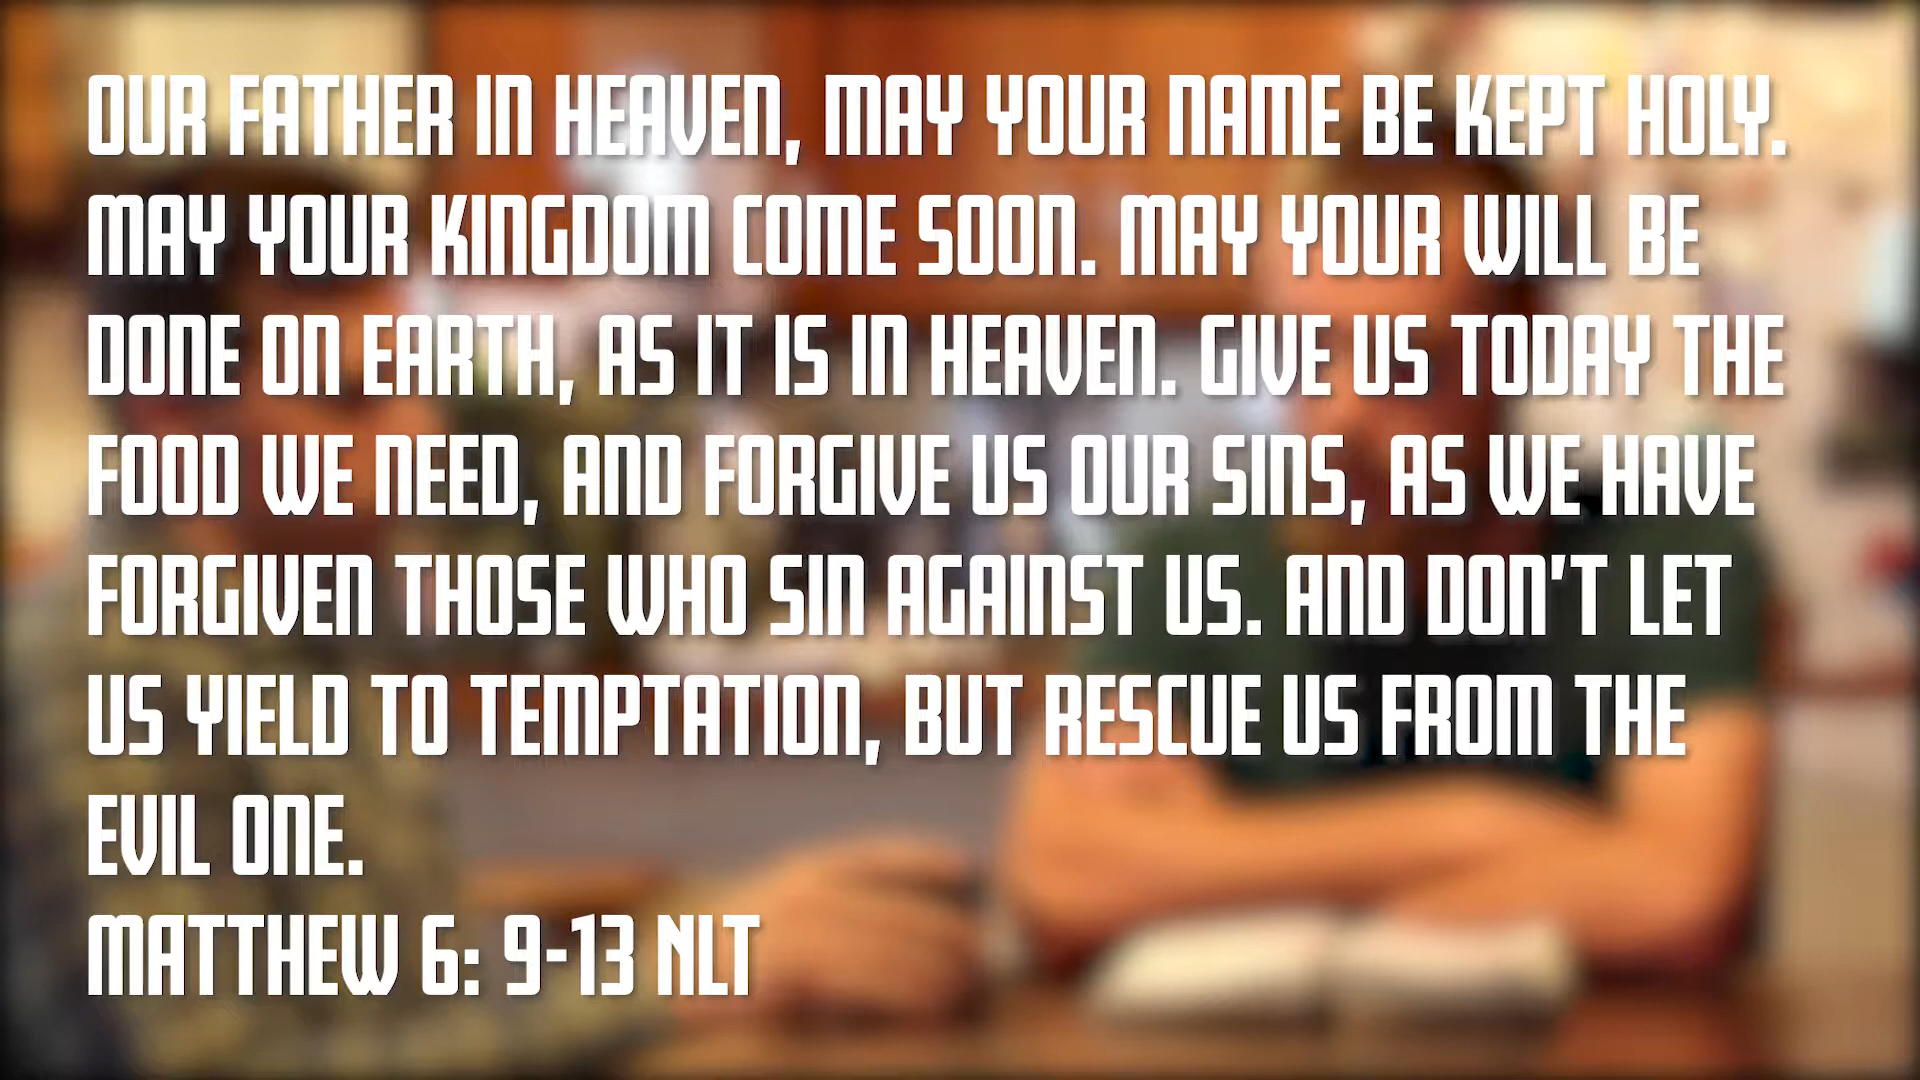 OUR FATHER IN HEAVEN, MAY YOUR NAME BE KEPT HOLY.
MAY YOUR KINGDOM COME SOON. MAY YOUR WILL BE
DONE ON EARTH, AS IT IS IN HEAVEN. GIVE US TODAY THE
FOOD WE NEED, AND FORGIVE US OUR SINS, AS WE HAVE
FORGIVEN THOSE WHO SIN AGAINST US. AND DON'T LET
US YIELD TO TEMPTATION, BUT RESCUE US FROM THE
EVIL ONE.
MATTHEW 6: 9-13 NLT